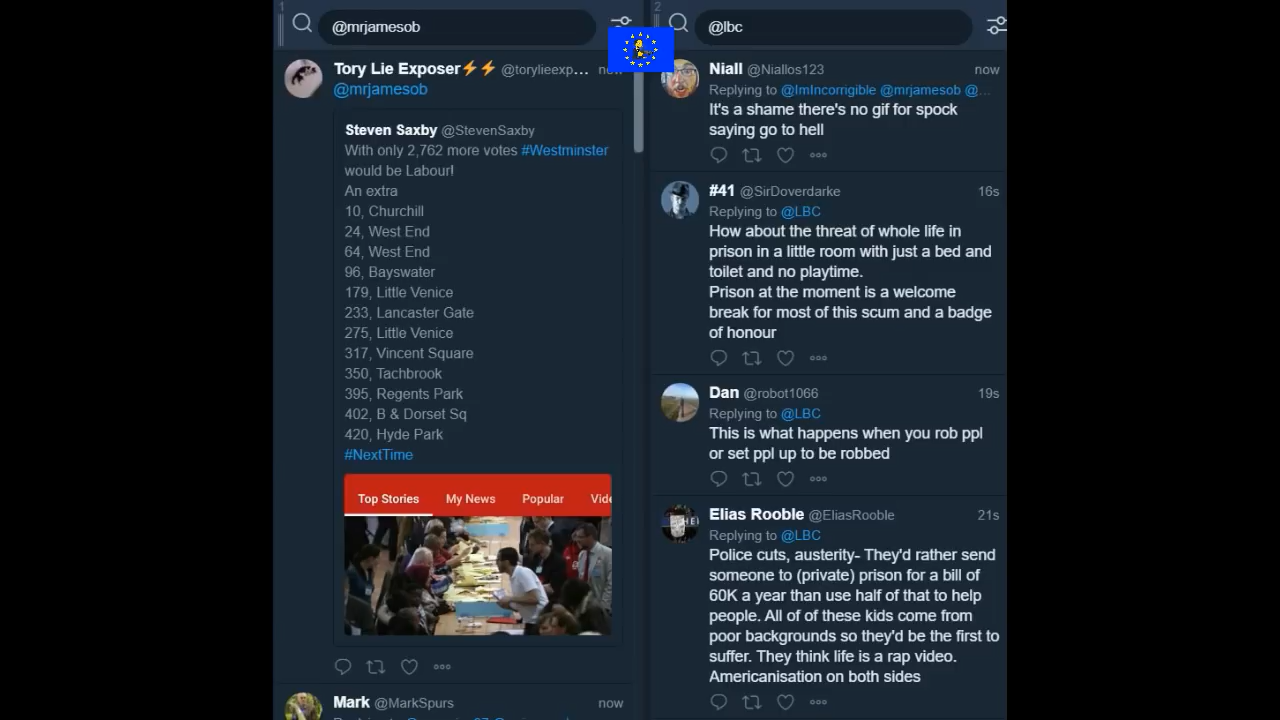 1
@mrjamesob
Tory Lie Exposer⚡⚡ @torylieexp... now
@mrjamesob
Steven Saxby @StevenSaxby
With only 2,762 more votes #Westminster
would be Labour!
An extra
10, Churchill
24, West End
64, West End
96, Bayswater
179, Little Venice
233, Lancaster Gate
275, Little Venice
317, Vincent Square
350, Tachbrook
395, Regents Park
402, B & Dorset Sq
420, Hyde Park
#NextTime
Top Stories My News Popular
Mark @MarkSpurs now
2
@lbc
Niall @Niallos123 now
Replying to @ImIncorrigible @mrjamesob @...
It's a shame there's no gif for spock
saying go to hell
#41 @SirDoverdarke 16s
Replying to @LBC
How about the threat of whole life in
prison in a little room with just a bed and
toilet and no playtime.
Prison at the moment is a welcome
break for most of this scum and a badge
of honour
Dan @robot1066 19s
Replying to @LBC
This is what happens when you rob ppl
or set ppl up to be robbed
Elias Rooble @EliasRooble 21s
Replying to @LBC
Police cuts, austerity- They'd rather send
someone to (private) prison for a bill of
60K a year than use half of that to help
people. All of of these kids come from
poor backgrounds so they'd be the first to
suffer. They think life is a rap video.
Americanisation on both sides